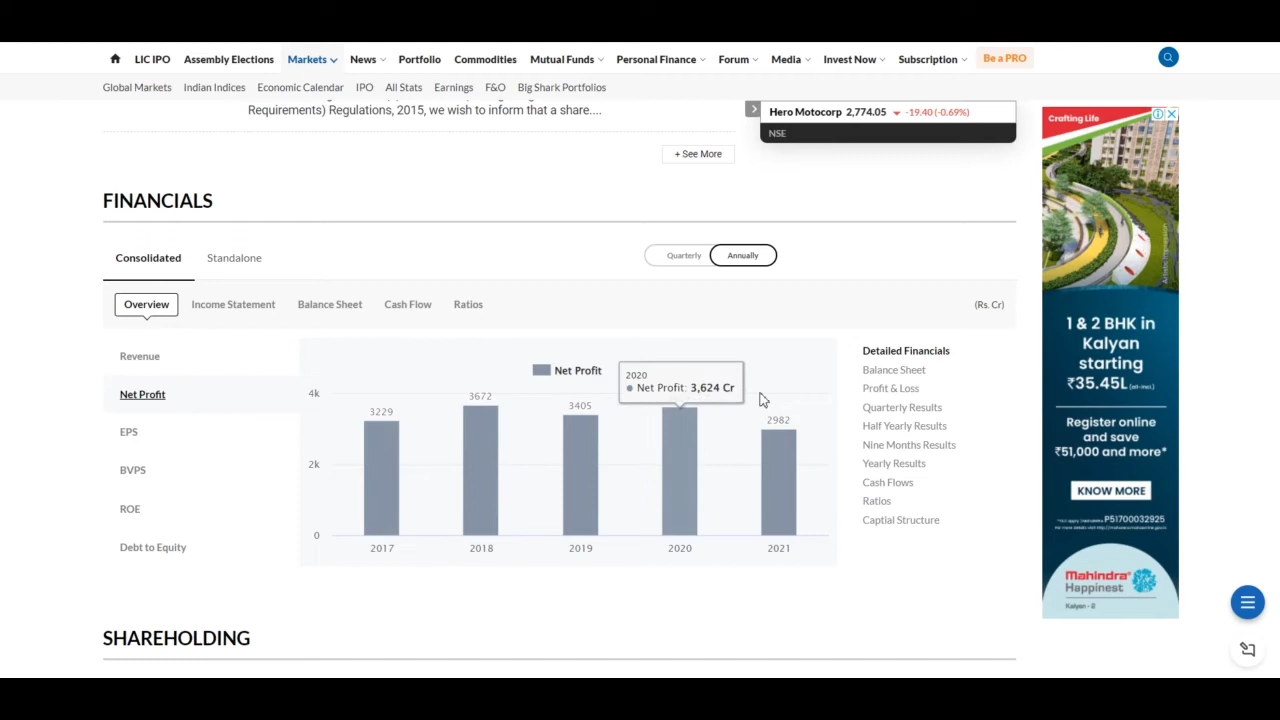 LIC IPO Assembly Elections Markets News Portfolio Commodities Mutual Funds Personal Finance Forum Media Invest Now Subscription Be a PRO
Global Markets Indian Indices Economic Calendar IPO All Stats Earnings F&O Big Shark Portfolios
Requirements) Regulations, 2015, we wish to inform that a share....
Hero Motocorp 2,774.05 -19.40 (-0.69%)
NSE
+ See More
FINANCIALS
Consolidated Standalone
Quarterly Annually
Overview Income Statement Balance Sheet Cash Flow Ratios
(Rs. Cr)
Revenue
Net Profit
EPS
BVPS
ROE
Debt to Equity
Net Profit
2020
Net Profit: 3,624 Cr
4k
2k
0
3229
3672
3405
2982
2017 2018 2019 2020 2021
Detailed Financials
Balance Sheet
Profit & Loss
Quarterly Results
Half Yearly Results
Nine Months Results
Yearly Results
Cash Flows
Ratios
Captial Structure
SHAREHOLDING
Crafting Life
1 & 2 BHK in
Kalyan
starting
₹35.45L (all-incl.)
Register online
and save
₹51,000 and more*
KNOW MORE
P51700032925
Mahindra
Happinest
Kalyan - 2